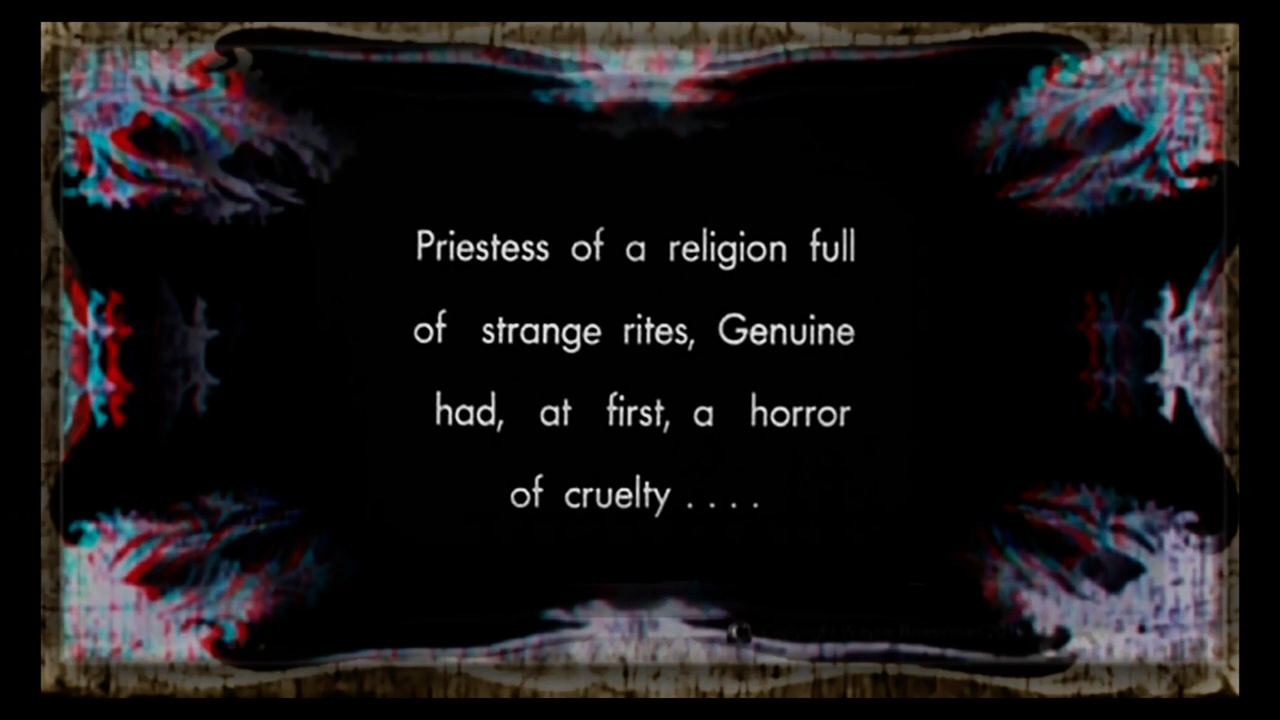 Priestess of a religion full
of strange rites, Genuine
had, at first, a horror
of cruelty . . . .